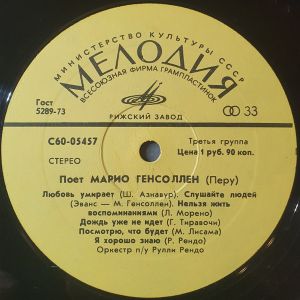 МИНИСТЕРСТВО КУЛЬТУРЫ СССР
МЕЛОДИЯ
ВСЕСОЮЗНАЯ ФИРМА ГРАМПЛАСТИНОК
Гост
5289-73
33
РИЖСКИЙ ЗАВОД
С60-05457
СТЕРЕО
Третья группа
Цена 1 руб. 90 коп.
Поет МАРИО ГЕНСОЛЛЕН (Перу)
Любовь умирает (Ш. Азнавур). Слушайте людей
(Эванс — М. Генсоллен). Нельзя жить
воспоминаниями (Л. Морено)
Дождь уже не идет (Г. Тиравочи)
Посмотрю, что будет (М. Лисама)
Я хорошо знаю (Р. Рендо)
Оркестр п/у Рулли Рендо